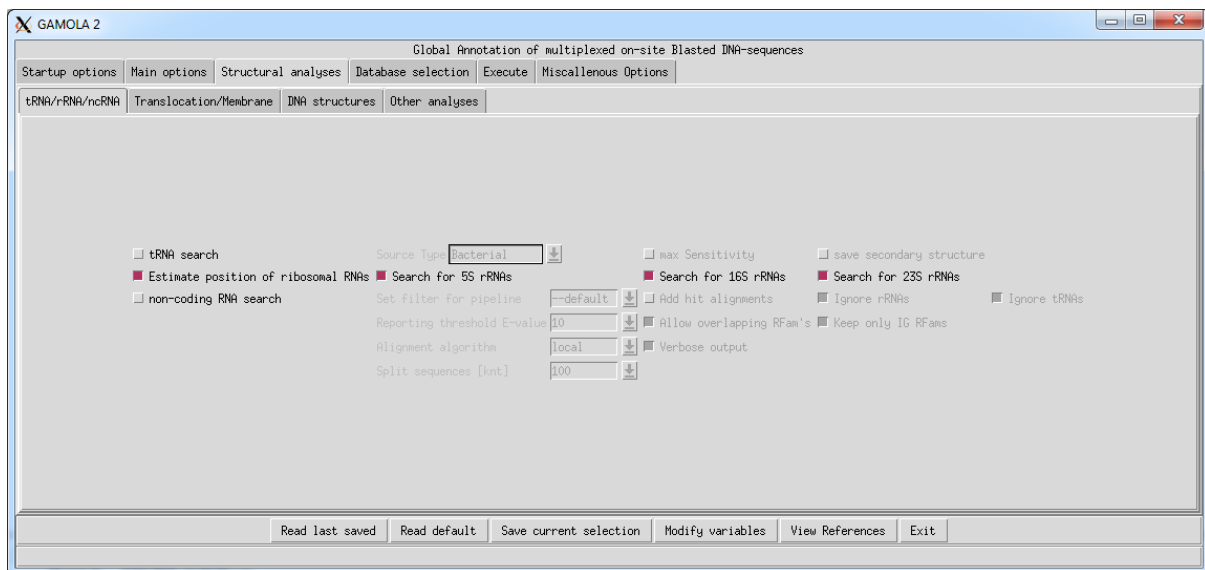 GAMOLA 2
Global Annotation of multiplexed on-site Blasted DNA-sequences
Startup options Main options Structural analyses Database selection Execute Miscallenous Options
tRNA/rRNA/ncRNA Translocation/Membrane DNA structures Other analyses
tRNA search Source Type Bacterial max Sensitivity save secondary structure
Estimate position of ribosomal RNAs Search for 5S rRNAs Search for 16S rRNAs Search for 23S rRNAs
non-coding RNA search Set filter for pipeline --default Add hit alignments Ignore rRNAs Ignore tRNAs
Reporting threshold E-value 10 Allow overlapping RFam's Keep only IG RFams
Alignment algorithm local Verbose output
Split sequences [knt] 100
Read last saved Read default Save current selection Modify variables View References Exit